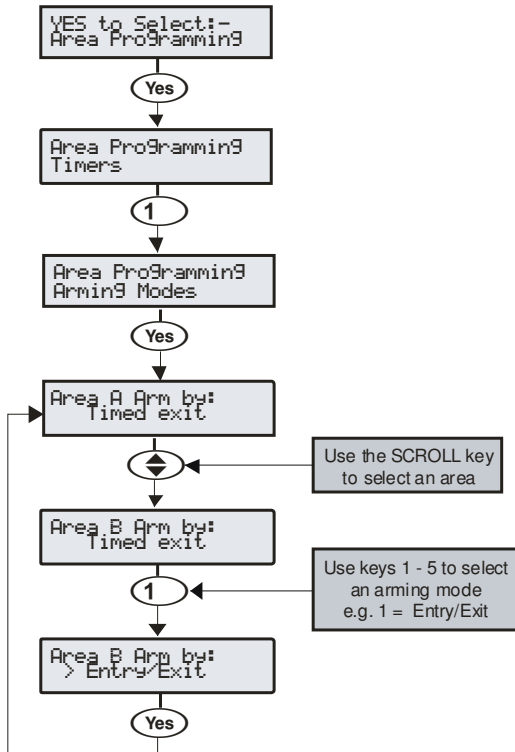 YES to Select:-
Area Programming
Yes
Area Programming
Timers
1
Area Programming
Arming Modes
Yes
Area A Arm by:
Timed exit
Use the SCROLL key
to select an area
Area B Arm by:
Timed exit
Use keys 1 - 5 to select
an arming mode
e.g. 1 = Entry/Exit
1
Area B Arm by:
> Entry/Exit
Yes